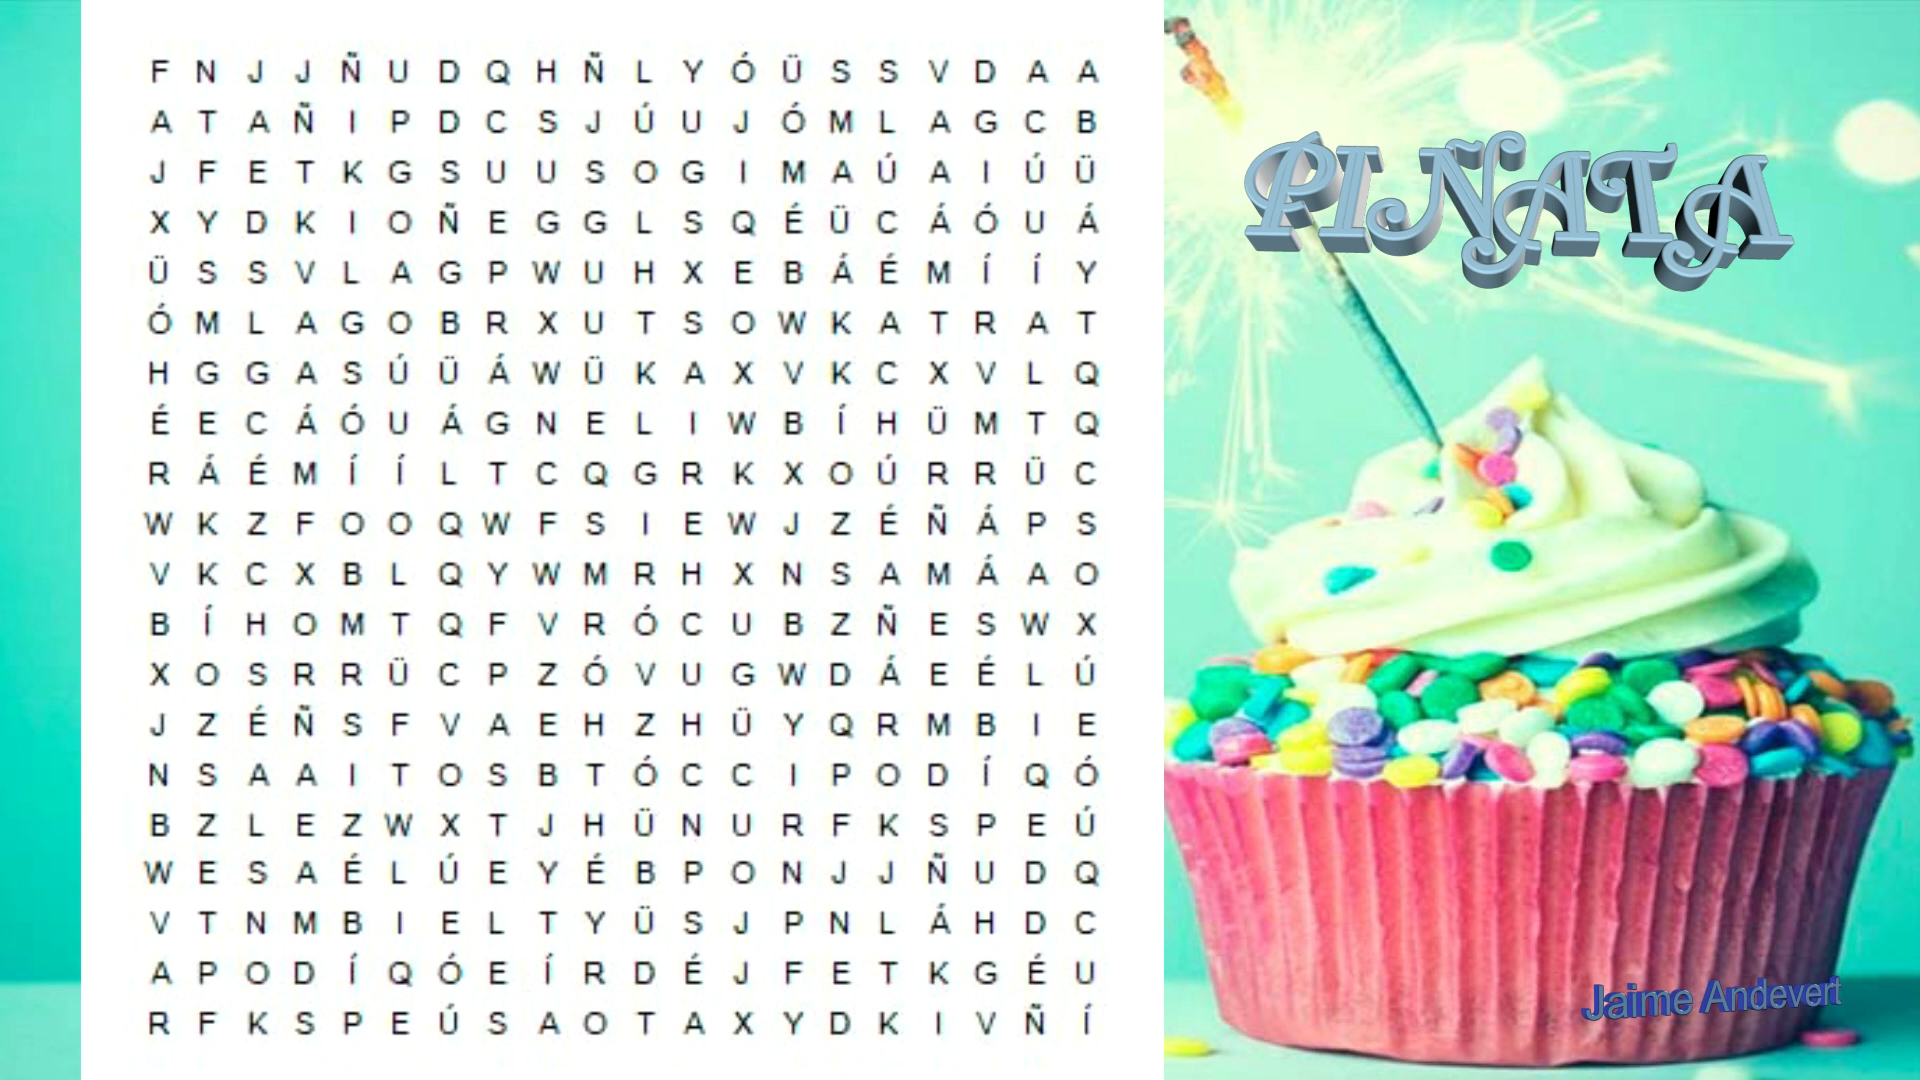 F N J J Ñ U D Q H Ñ L Y Ó Ü S S V D A A
A T A Ñ I P D C S J Ú U J Ó M L A G C B
J F E T K G S U U S O G I M A Ú A I Ú Ü
X Y D K I O Ñ E G G L S Q É Ü C Á Ó U Á
Ü S S V L A G P W U H X E B Á É M Í Í Y
Ó M L A G O B R X U T S O W K A T R A T
H G G A S Ú Ü Á W Ü K A X V K C X V L Q
É E C Á Ó U Á G N E L I W B Í H Ü M T Q
R Á É M Í Í L T C Q G R K X O Ú R R Ü C
W K Z F O O Q W F S I E W J Z É Ñ Á P S
V K C X B L Q Y W M R H X N S A M Á A O
B Í H O M T Q F V R Ó C U B Z Ñ E S W X
X O S R R Ü C P Z Ó V U G W D Á E É L Ú
J Z É Ñ S F V A E H Z H Ü Y Q R M B I E
N S A A I T O S B T Ó C C I P O D Í Q Ó
B Z L E Z W X T J H Ü N U R F K S P E Ú
W E S A É L Ú E Y É B P O N J J Ñ U D Q
V T N M B I E L T Y Ü S J P N L Á H D C
A P O D Í Q Ó E Í R D É J F E T K G É U
R F K S P E Ú S A O T A X Y D K I V Ñ Í
PIÑATA
Jaime Andevert